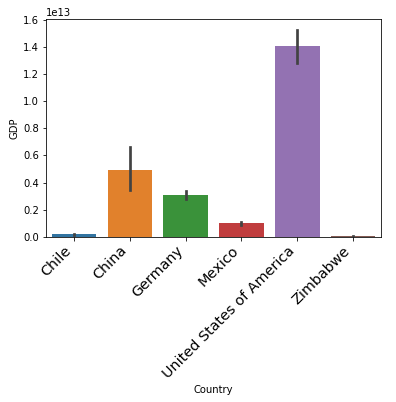 1e13
1.6
1.4
1.2
1.0
0.8
0.6
0.4
0.2
0.0
GDP
Chile
China
Germany
Mexico
United States of America
Zimbabwe
Country